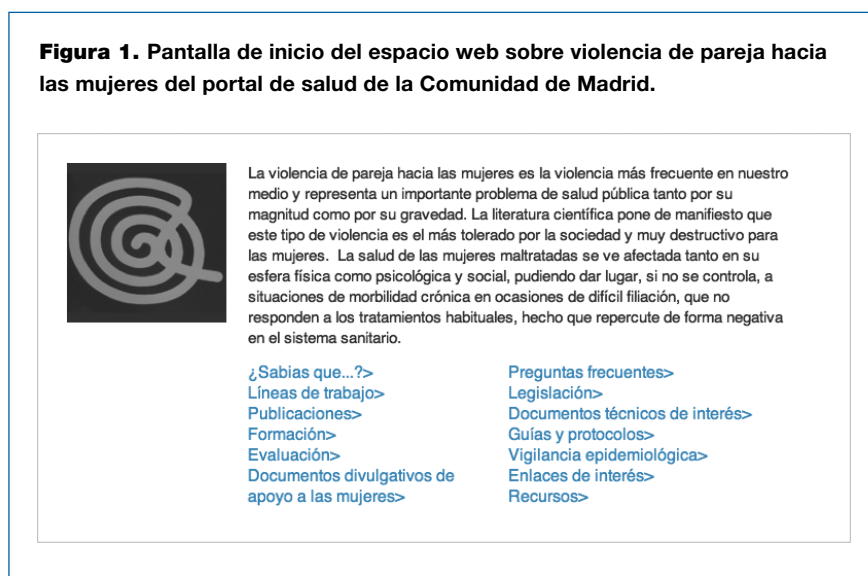 Figura 1. Pantalla de inicio del espacio web sobre violencia de pareja hacia
las mujeres del portal de salud de la Comunidad de Madrid.
La violencia de pareja hacia las mujeres es la violencia más frecuente en nuestro
medio y representa un importante problema de salud pública tanto por su
magnitud como por su gravedad. La literatura científica pone de manifiesto que
este tipo de violencia es el más tolerado por la sociedad y muy destructivo para
las mujeres.  La salud de las mujeres maltratadas se ve afectada tanto en su
esfera física como psicológica y social, pudiendo dar lugar, si no se controla, a
situaciones de morbilidad crónica en ocasiones de difícil filiación, que no
responden a los tratamientos habituales, hecho que repercute de forma negativa
en el sistema sanitario.
¿Sabias que...?>
Líneas de trabajo>
Publicaciones>
Formación>
Evaluación>
Documentos divulgativos de
apoyo a las mujeres>
Preguntas frecuentes>
Legislación>
Documentos técnicos de interés>
Guías y protocolos>
Vigilancia epidemiológica>
Enlaces de interés>
Recursos>